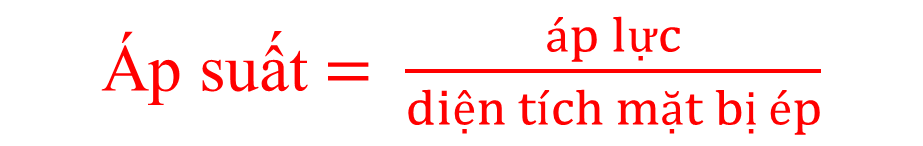 Áp suất =
áp lực
diện tích mặt bị ép